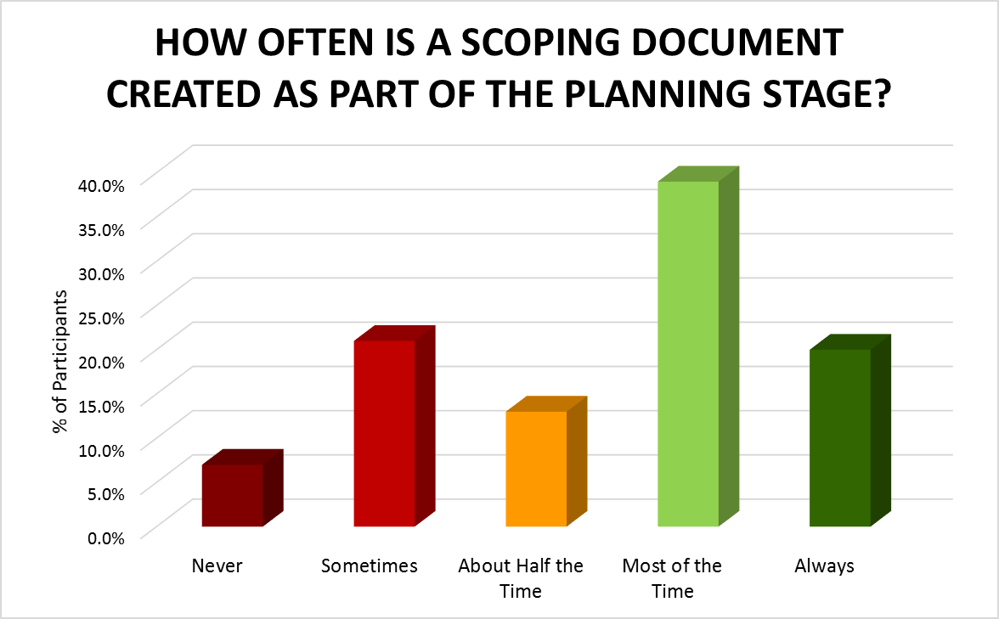 HOW OFTEN IS A SCOPING DOCUMENT
CREATED AS PART OF THE PLANNING STAGE?
% of Participants
40.0%
35.0%
30.0%
25.0%
20.0%
15.0%
10.0%
5.0%
0.0%
Never
Sometimes
About Half the
Time
Most of the
Time
Always